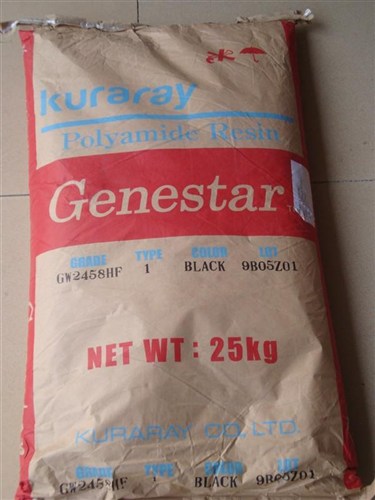 kuraray
Polyamide Resin
Genestar
GRADE TYPE COLOR LOT
GW2458HF 1 BLACK 9B05Z01
NET WT: 25kg
KURARAY CO., LTD.
GRADE TYPE COLOR LOT
GW2458HF 1 BLACK 9B05Z01